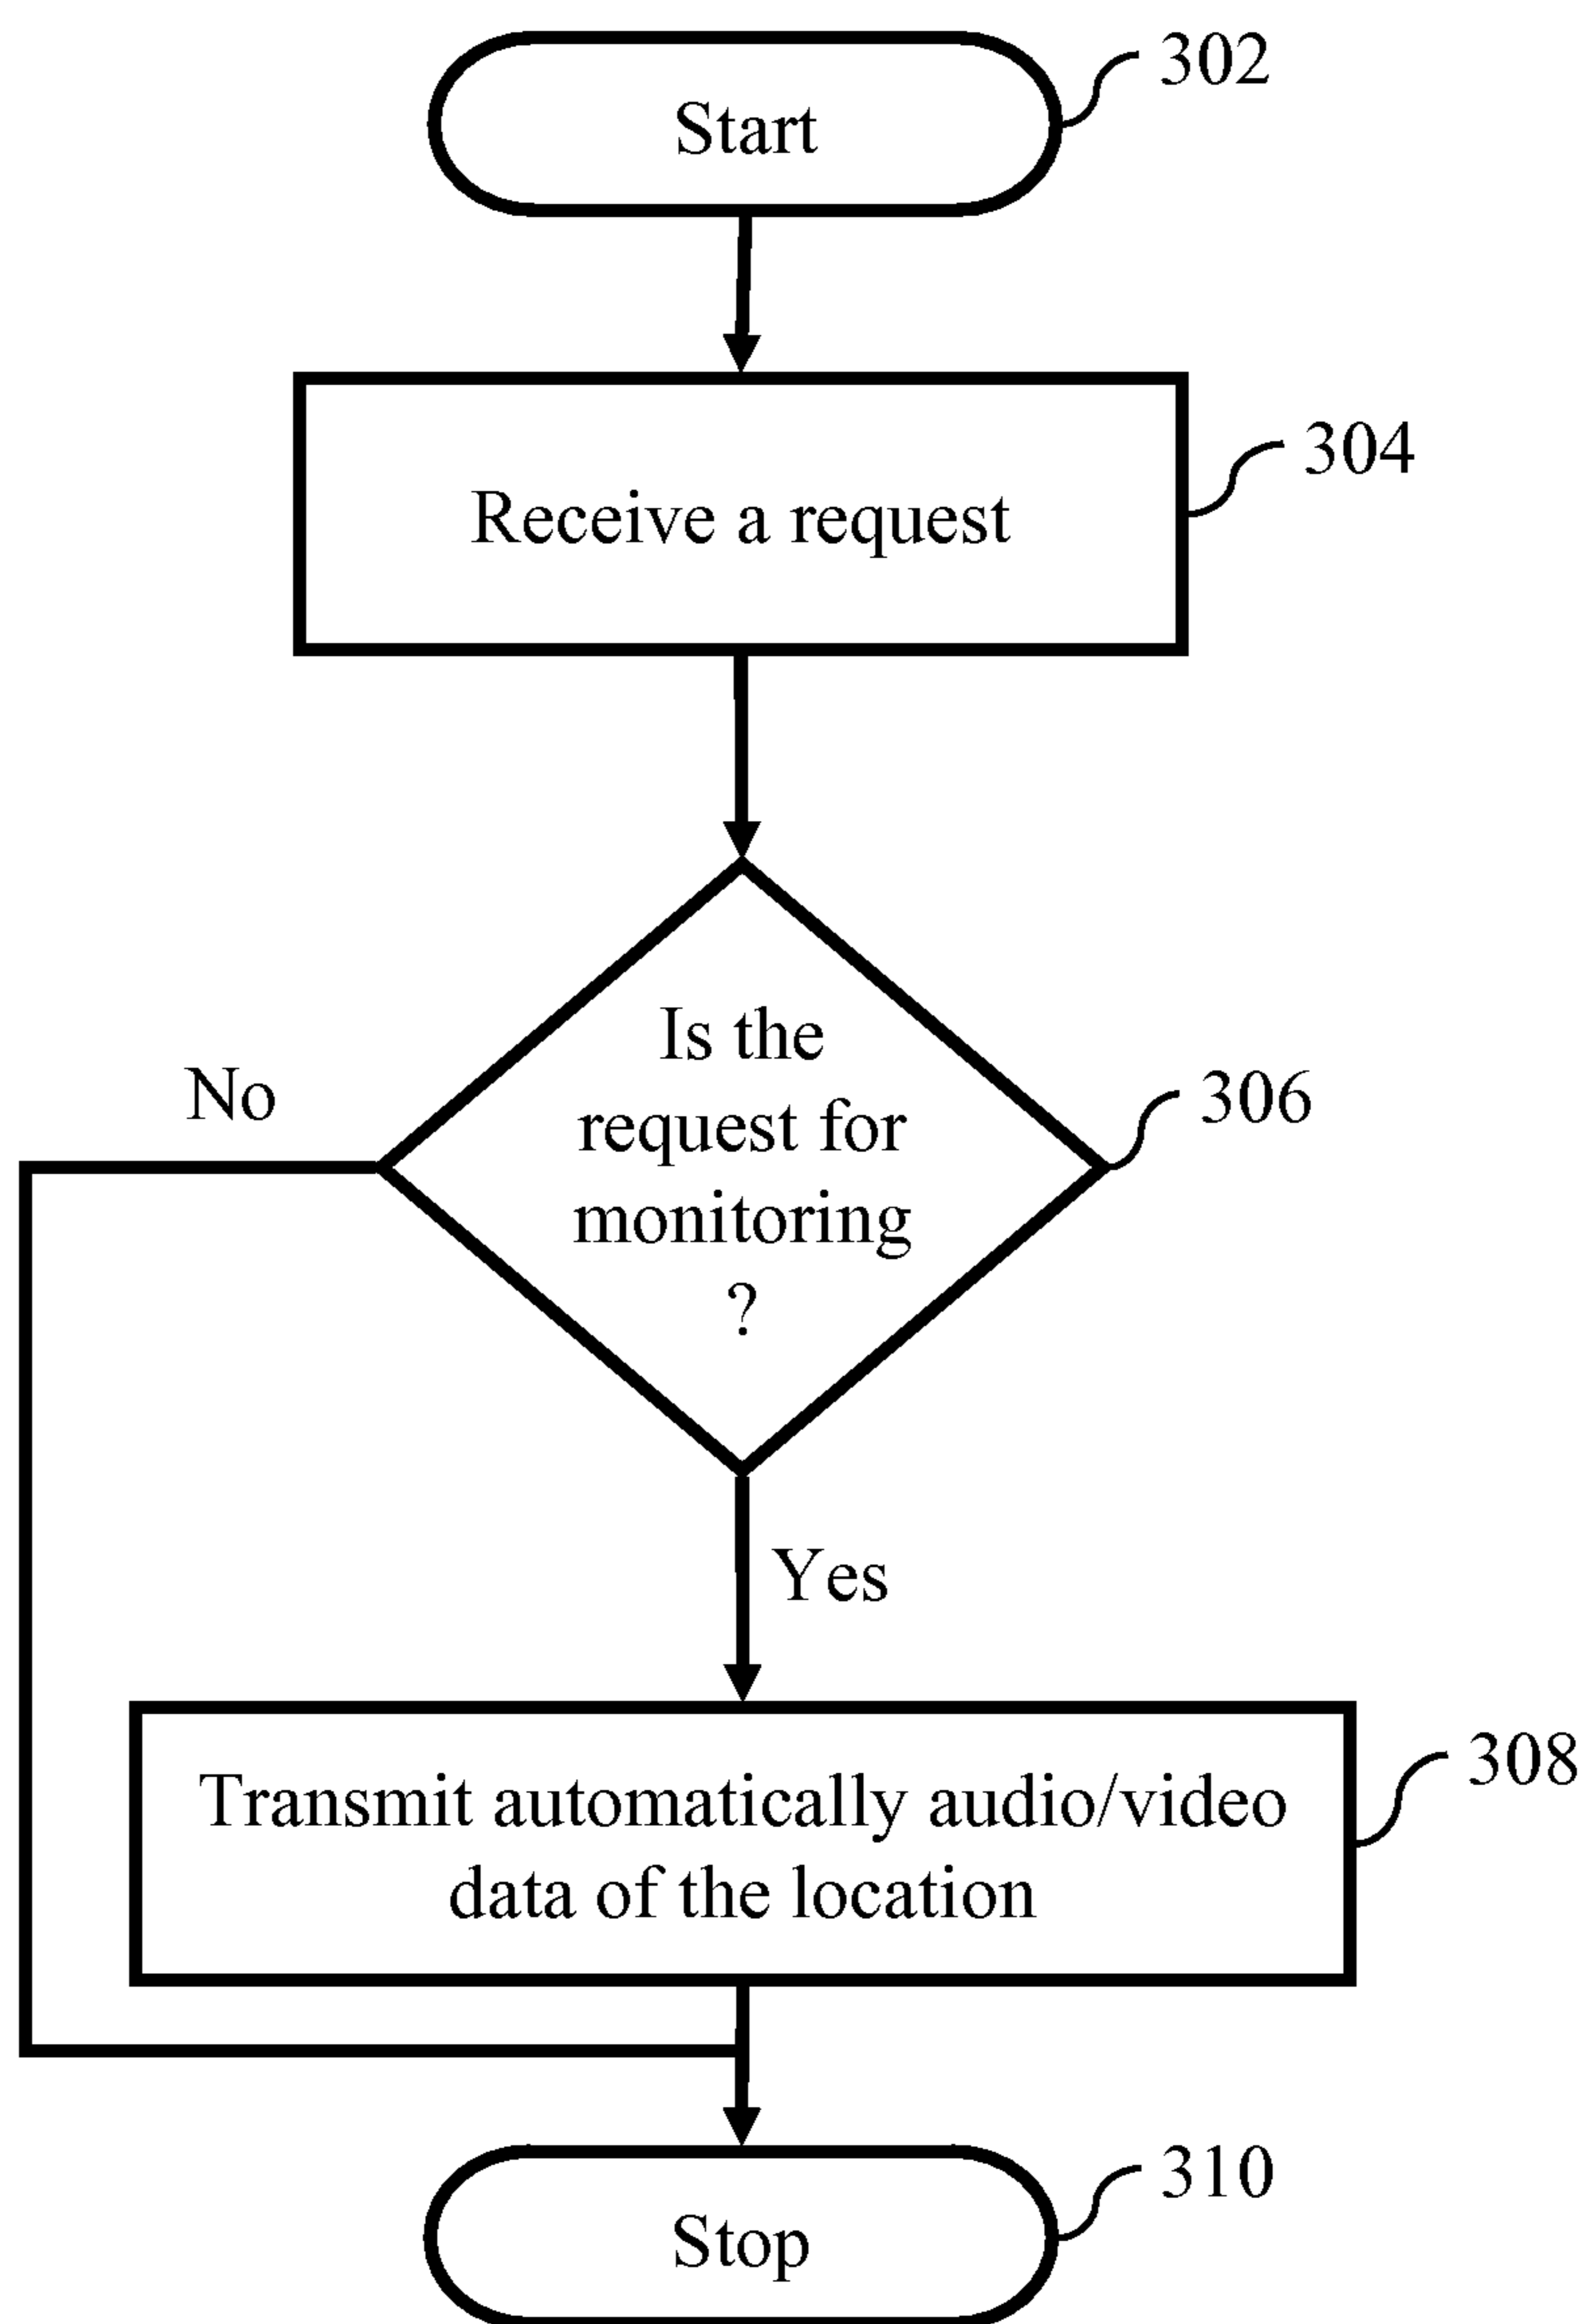 302
Start
304
Receive a request
Is the
request for
monitoring
?
No
306
Yes
308
Transmit automatically audio/video
data of the location
310
Stop